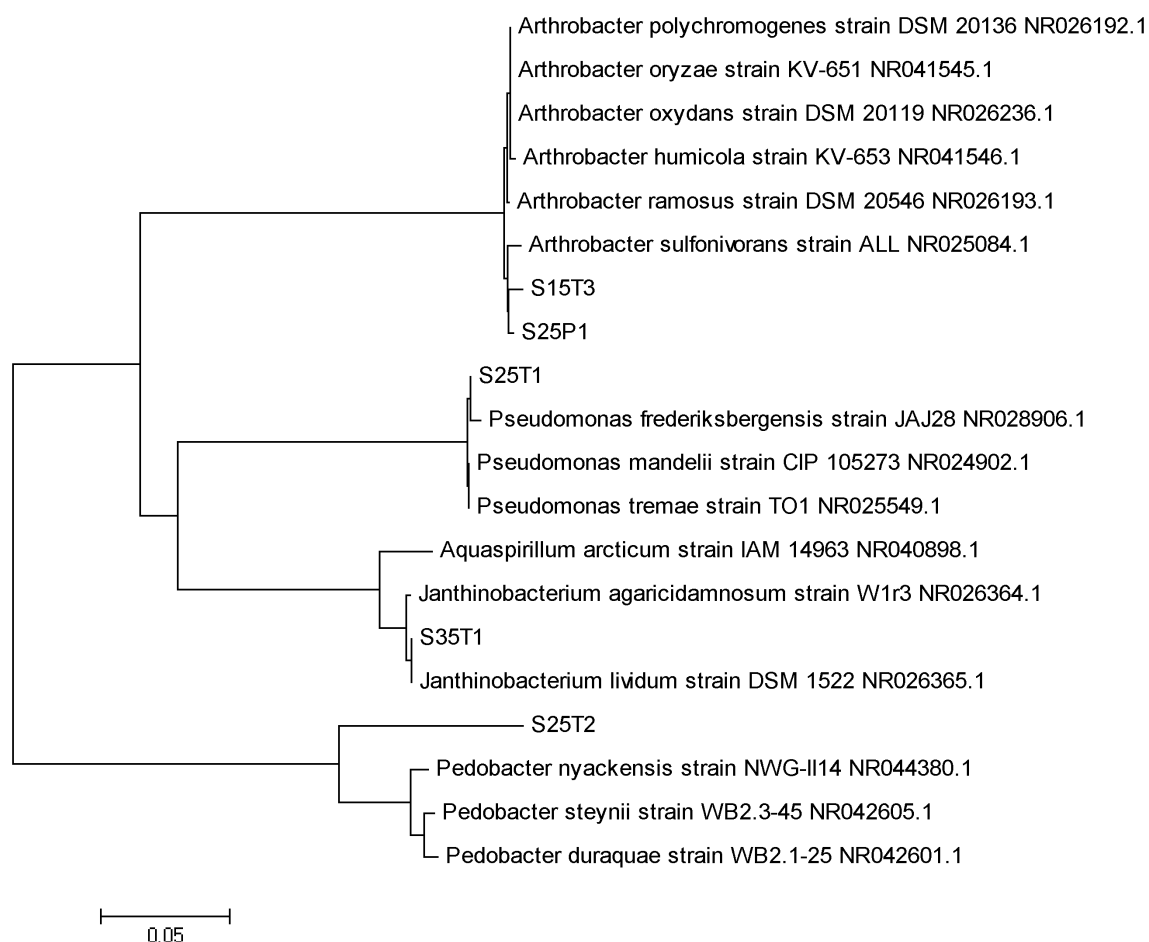 Arthrobacter polychromogenes strain DSM 20136 NR026192.1
Arthrobacter oryzae strain KV-651 NR041545.1
Arthrobacter oxydans strain DSM 20119 NR026236.1
Arthrobacter humicola strain KV-653 NR041546.1
Arthrobacter ramosus strain DSM 20546 NR026193.1
Arthrobacter sulfonivorans strain ALL NR025084.1
S15T3
S25P1
S25T1
Pseudomonas frederiksbergensis strain JAJ28 NR028906.1
Pseudomonas mandelii strain CIP 105273 NR024902.1
Pseudomonas tremae strain TO1 NR025549.1
Aquaspirillum arcticum strain IAM 14963 NR040898.1
Janthinobacterium agaricidamnosum strain W1r3 NR026364.1
S35T1
Janthinobacterium lividum strain DSM 1522 NR026365.1
S25T2
Pedobacter nyackensis strain NWG-II14 NR044380.1
Pedobacter steynii strain WB2.3-45 NR042605.1
Pedobacter duraquae strain WB2.1-25 NR042601.1
0.05